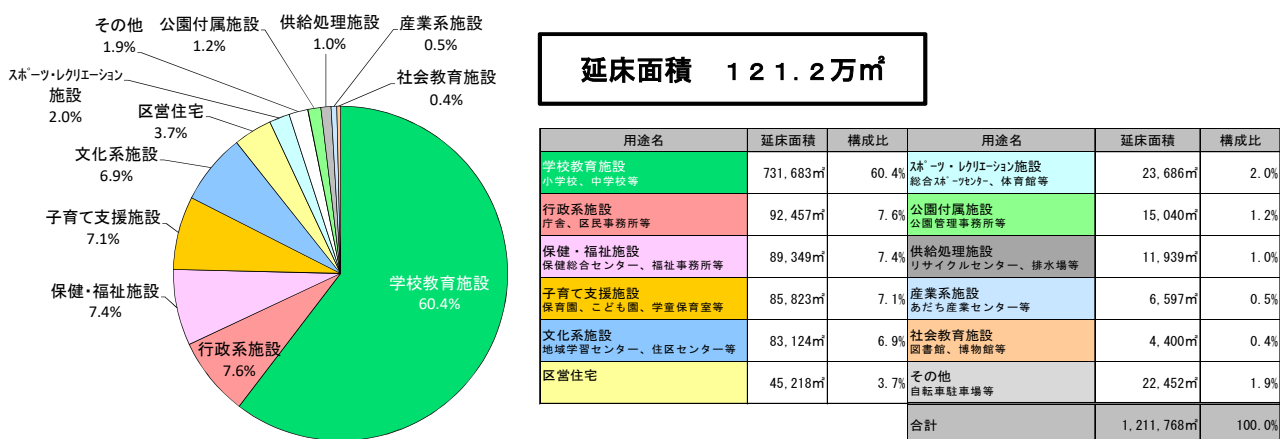 その他
1.9%
公園付属施設
1.2%
供給処理施設
1.0%
産業系施設
0.5%
社会教育施設
0.4%
ｽﾎﾟｰﾂ・ﾚｸﾘｴｰｼｮﾝ
施設
2.0%
区営住宅
3.7%
文化系施設
6.9%
子育て支援施設
7.1%
保健・福祉施設
7.4%
行政系施設
7.6%
学校教育施設
60.4%
延床面積　１２１.２万㎡
用途名 延床面積 構成比 用途名 延床面積 構成比
学校教育施設
小学校、中学校等 731,683㎡ 60.4%
ｽﾎﾟｰﾂ・ﾚｸﾘｴｰｼｮﾝ施設
総合ｽﾎﾟｰﾂｾﾝﾀｰ、体育館等 23,686㎡ 2.0%
行政系施設
庁舎、区民事務所等 92,457㎡ 7.6%
公園付属施設
公園管理事務所等 15,040㎡ 1.2%
保健・福祉施設
保健総合センター、福祉事務所等 89,349㎡ 7.4%
供給処理施設
リサイクルセンター、排水場等 11,939㎡ 1.0%
子育て支援施設
保育園、こども園、学童保育室等 85,823㎡ 7.1%
産業系施設
あだち産業センター等 6,597㎡ 0.5%
文化系施設
地域学習センター、住区センター等 83,124㎡ 6.9%
社会教育施設
図書館、博物館等 4,400㎡ 0.4%
区営住宅 45,218㎡ 3.7%
その他
自転車駐車場等 22,452㎡ 1.9%
合計 1,211,768㎡ 100.0%